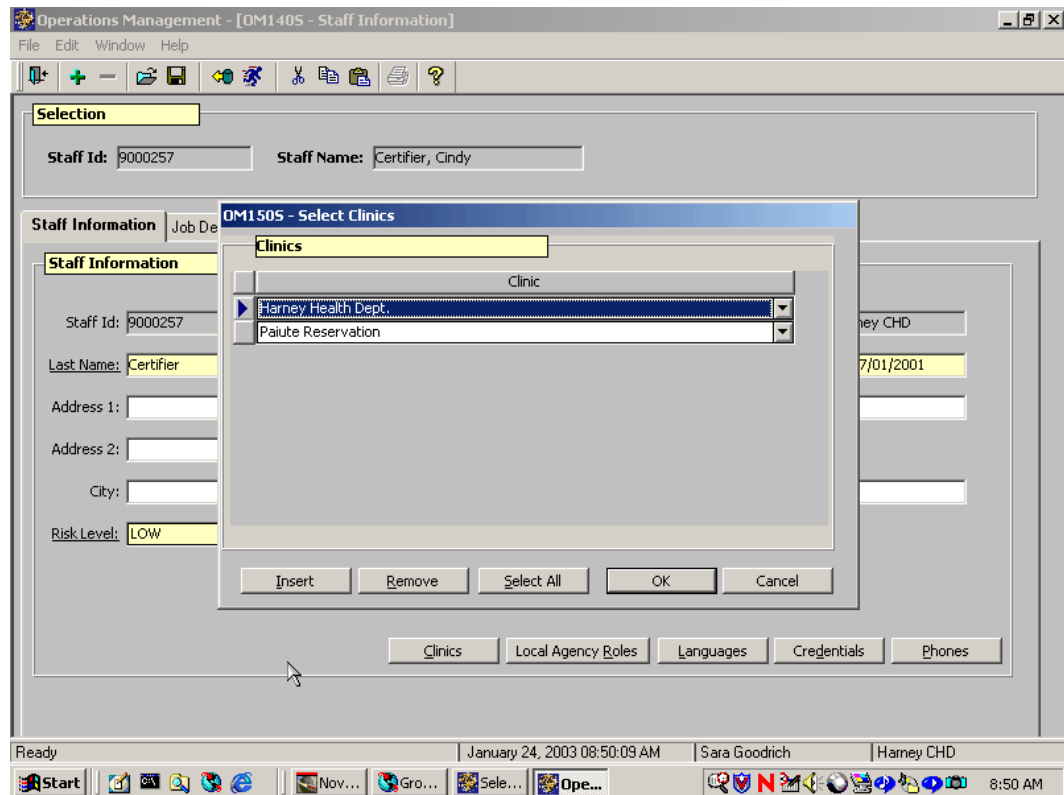 Operations Management - [OM140S - Staff Information]
File Edit Window Help
Selection
Staff Id: 9000257 Staff Name: Certifier, Cindy
Staff Information Job De
OM150S - Select Clinics
Clinics
Clinic
Harney Health Dept.
Paiute Reservation
Insert Remove Select All OK Cancel
Staff Information
Staff Id: 9000257 ney CHD
Last Name: Certifier 7/01/2001
Address 1:
Address 2:
City:
Risk Level: LOW
Clinics Local Agency Roles Languages Credentials Phones
Ready January 24, 2003 08:50:09 AM Sara Goodrich Harney CHD
Start Nov... Gro... Sele... Ope... 8:50 AM